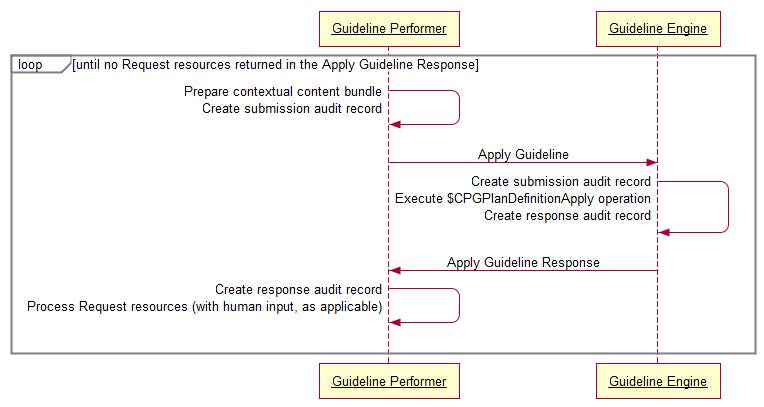 Guideline Performer
Guideline Engine
loop
[until no Request resources returned in the Apply Guideline Response]
Prepare contextual content bundle
Create submission audit record
Apply Guideline
Create submission audit record
Execute $CPGPlanDefinitionApply operation
Create response audit record
Apply Guideline Response
Create response audit record
Process Request resources (with human input, as applicable)
Guideline Performer
Guideline Engine